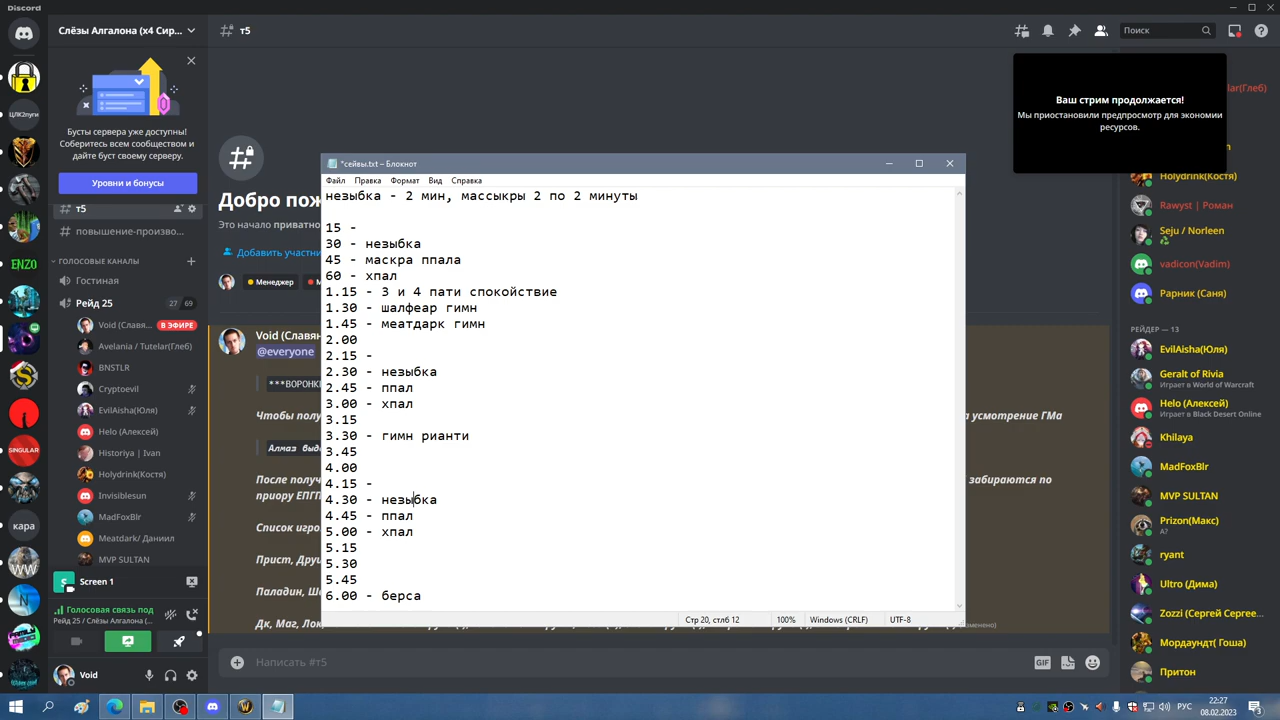 Discord
Слёзы Алгалона (x4 Сир...
т5
Поиск
Бусты сервера уже доступны!
Соберитесь всем сообществом и
дайте буст своему серверу.
Уровни и бонусы
т5
повышение-произво...
ГОЛОСОВЫЕ КАНАЛЫ
Гостиная
Рейд 25
27 69
Void (Славя...
В ЭФИРЕ
Avelania / Tutelar(Глеб)
BNSTLR
Cryptoevil
EvilAisha(Юля)
Helo (Алексей)
Historiya | Ivan
Holydrink(Костя)
Invisiblesun
MadFoxBlr
Meatdark/ Даниил
MVP SULTAN
Screen 1
Голосовая связь под
Рейд 25 / Слёзы Алгалона (...
Void
ЦЛК2пуги
ENZO
SINGULAR
кара
WW
Добро пож
Это начало приватно
Добавить участни
Менеджер
Void (Славян
@everyone
***ВОРОНК
Чтобы полу
а усмотрение ГМа
Алмаз выд
После получ
забираются по
приору ЕПГП
Список игро
Прист, Друи
Написать #т5
GIF
*сейвы.txt – Блокнот
Файл Правка Формат Вид Справка
незыбка - 2 мин, массыкры 2 по 2 минуты
15 -
30 - незыбка
45 - маскра ппала
60 - хпал
1.15 - 3 и 4 пати спокойствие
1.30 - шалфеар гимн
1.45 - меатдарк гимн
2.00
2.15 -
2.30 - незыбка
2.45 - ппал
3.00 - хпал
3.15
3.30 - гимн рианти
3.45
4.00
4.15 -
4.30 - незыбка
4.45 - ппал
5.00 - хпал
5.15
5.30
5.45
6.00 - берса
Стр 20, стлб 12
100%
Windows (CRLF)
UTF-8
Ваш стрим продолжается!
Мы приостановили предпросмотр для экономии
ресурсов.
lar(Глеб)
Holydrink(Костя)
Rawyst | Роман
Seju / Norleen
vadicon(Vadim)
Рарник (Саня)
РЕЙДЕР — 13
EvilAisha(Юля)
Geralt of Rivia
Играет в World of Warcraft
Helo (Алексей)
Играет в Black Desert Online
Khilaya
MadFoxBlr
MVP SULTAN
Prizon(Макс)
А?
ryant
Ultro (Дима)
Zozzi (Сергей Сергее...
Мордаундт( Гоша)
Притон
РУС
22:27
08.02.2023
3